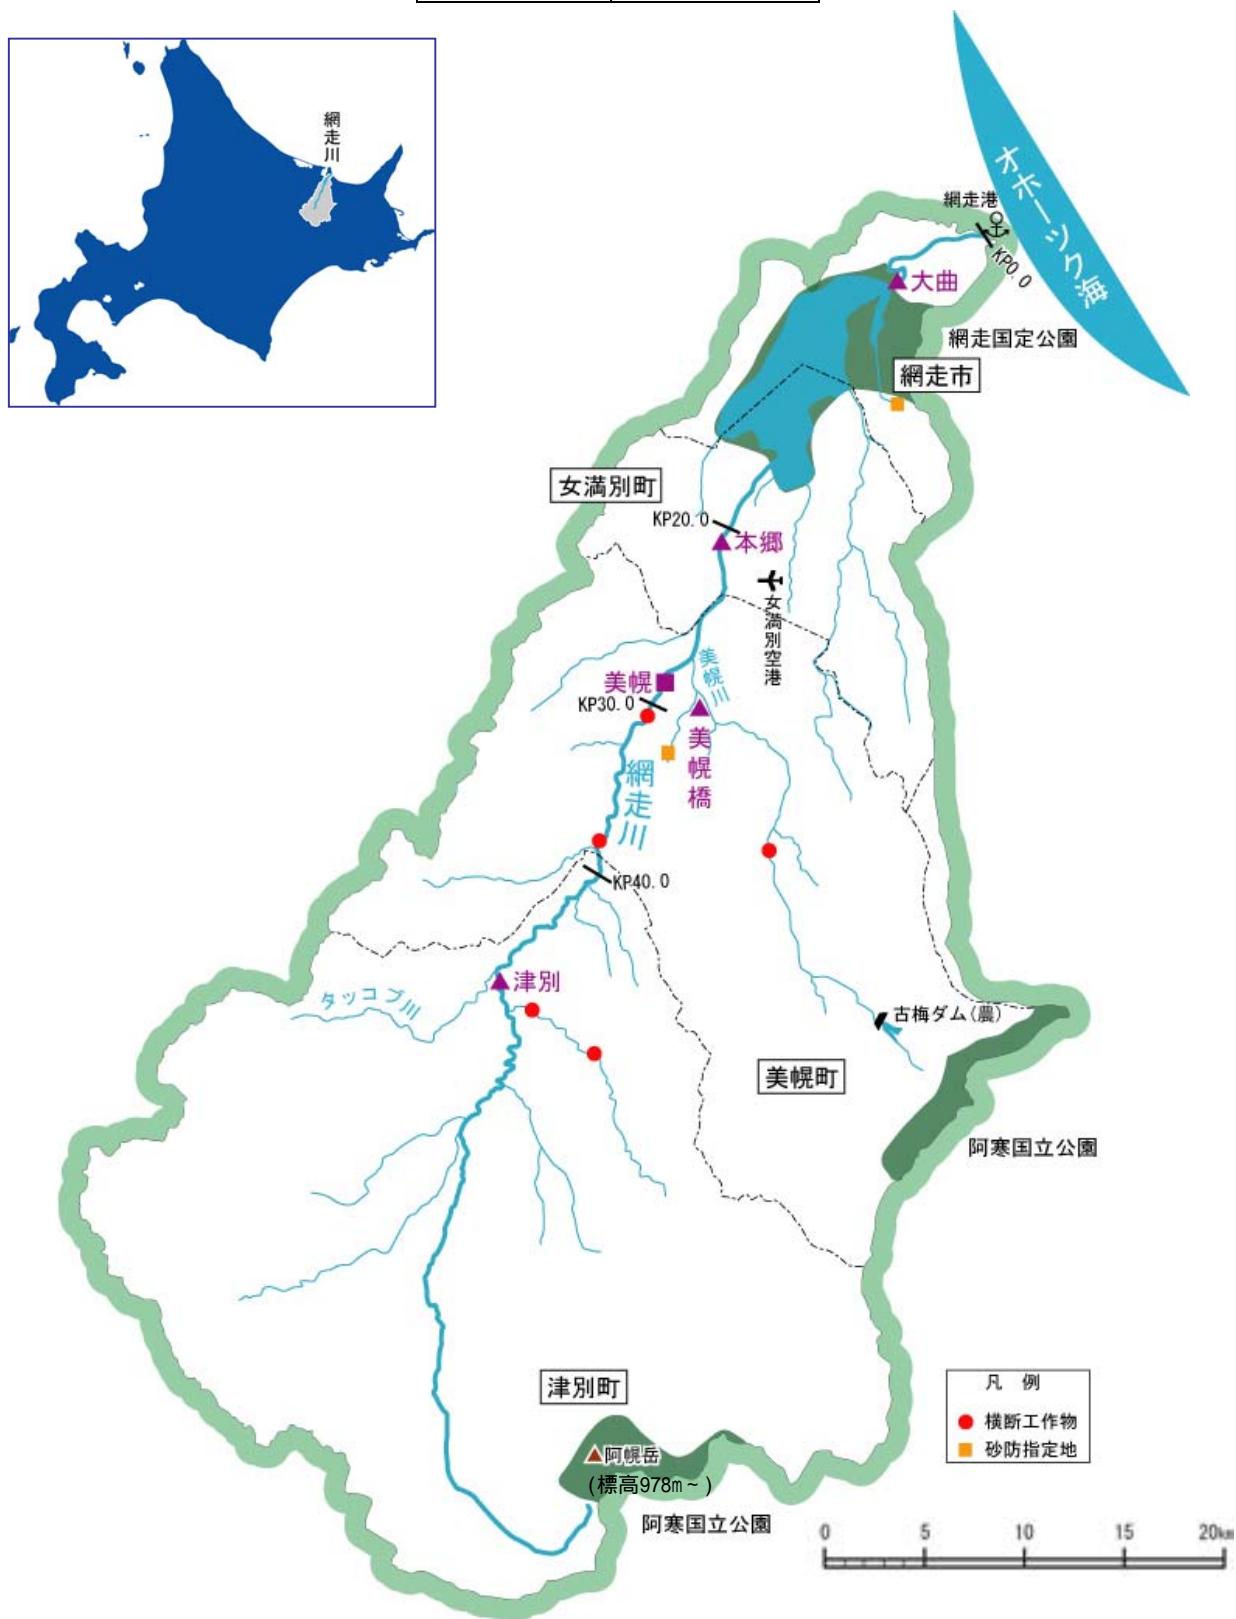 網走川
オホーツク海
網走港
KP0.0
大曲
網走国定公園
網走市
女満別町
KP20.0
本郷
女満別空港
美幌川
美幌
KP30.0
美幌橋
網走川
KP40.0
津別
タッコブ川
古梅ダム(農)
美幌町
阿寒国立公園
津別町
阿幌岳
(標高978m~)
阿寒国立公園
凡 例
横断工作物
砂防指定地
0 5 10 15 20km